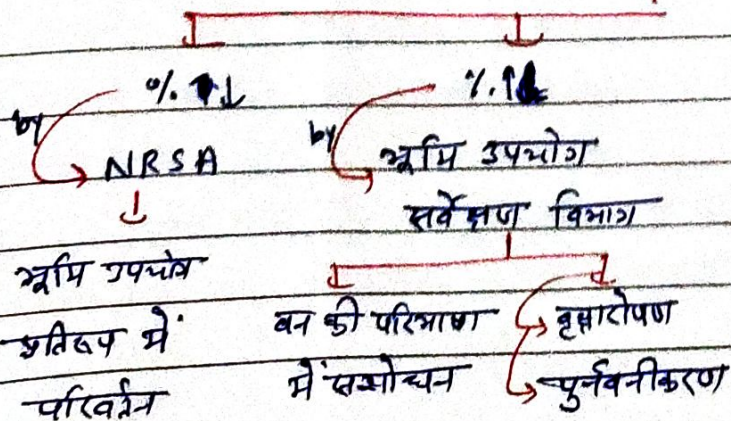 %. ↓ %. ↑
by NRSA by भूमि उपयोग
सर्वेक्षण विभाग
भूमि उपयोग
प्रतिरूप में वन की परिभाषा वृक्षारोपण
परिवर्तन में संशोधन पुर्नवनीकरण